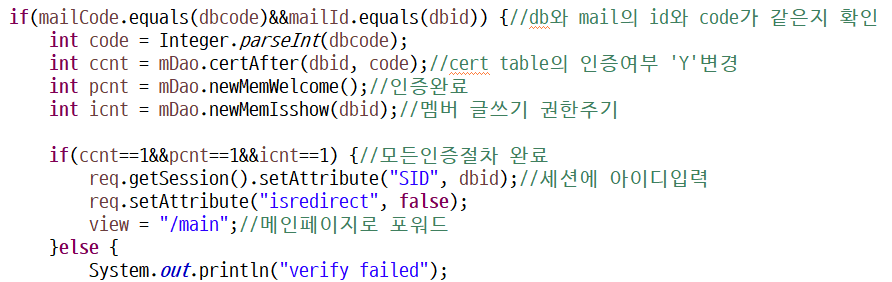 if(mailCode.equals(dbcode)&&mailId.equals(dbid)) {//db와 mail의 id와 code가 같은지 확인
int code = Integer.parseInt(dbcode);
int ccnt = mDao.certAfter(dbid, code);//cert table의 인증여부 'Y'변경
int pcnt = mDao.newMemWelcome();//인증완료
int icnt = mDao.newMemIsshow(dbid);//멤버 글쓰기 권한주기
if(ccnt==1&&pcnt==1&&icnt==1) {//모든인증절차 완료
req.getSession().setAttribute("SID", dbid);//세션에 아이디입력
req.setAttribute("isredirect", false);
view = "/main";//메인페이지로 포워드
}else {
System.out.println("verify failed");